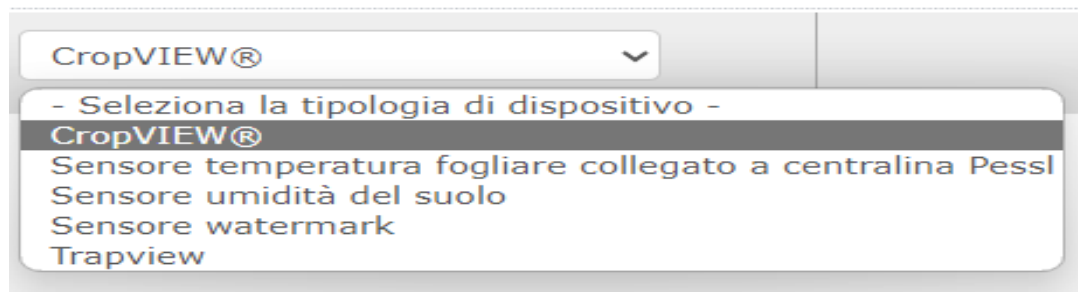 CropVIEW®
- Seleziona la tipologia di dispositivo -
CropVIEW®
Sensore temperatura fogliare collegato a centralina Pessl
Sensore umidità del suolo
Sensore watermark
Trapview